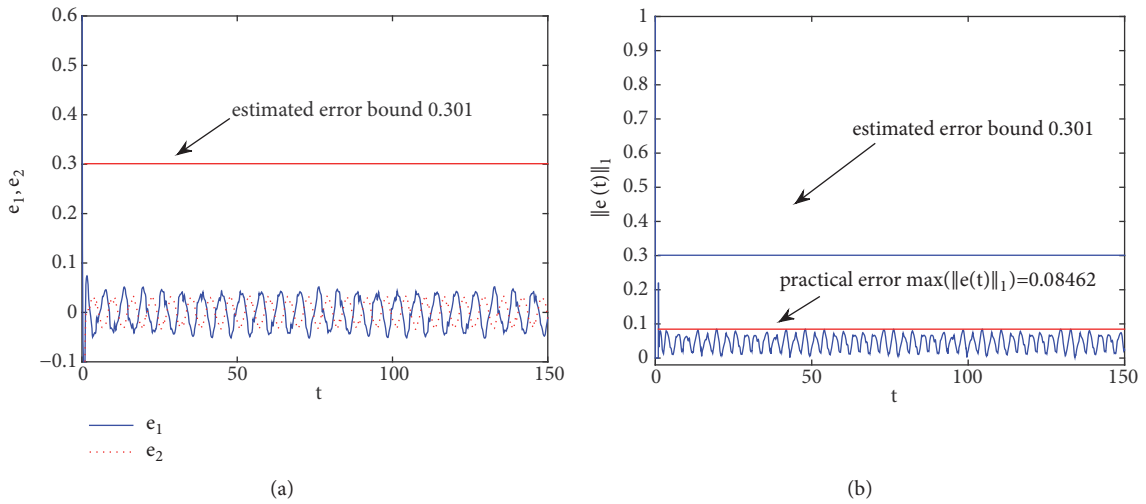 0.6
0.5
0.4
0.3
0.2
0.1
0
−0.1
e1, e2
estimated error bound 0.301
0
50
100
150
t
e1
e2
(a)
1
0.9
0.8
0.7
0.6
0.5
0.4
0.3
0.2
0.1
0
‖e (t)‖1
estimated error bound 0.301
practical error max(‖e(t)‖1)=0.08462
0
50
100
150
t
(b)